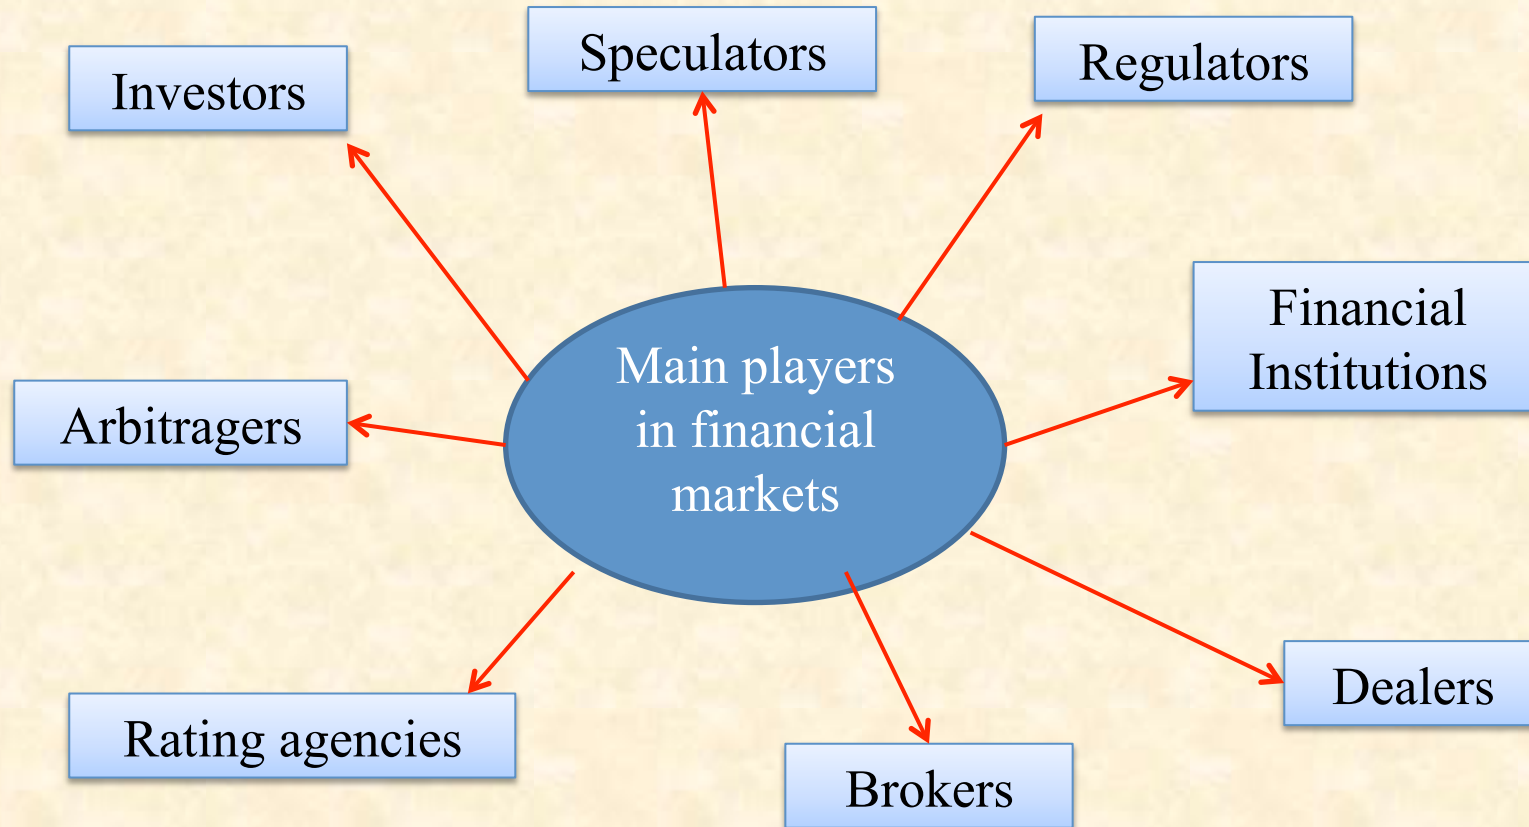 Speculators
Regulators
Investors
Financial
Institutions
Main players
in financial
markets
Arbitragers
Dealers
Rating agencies
Brokers